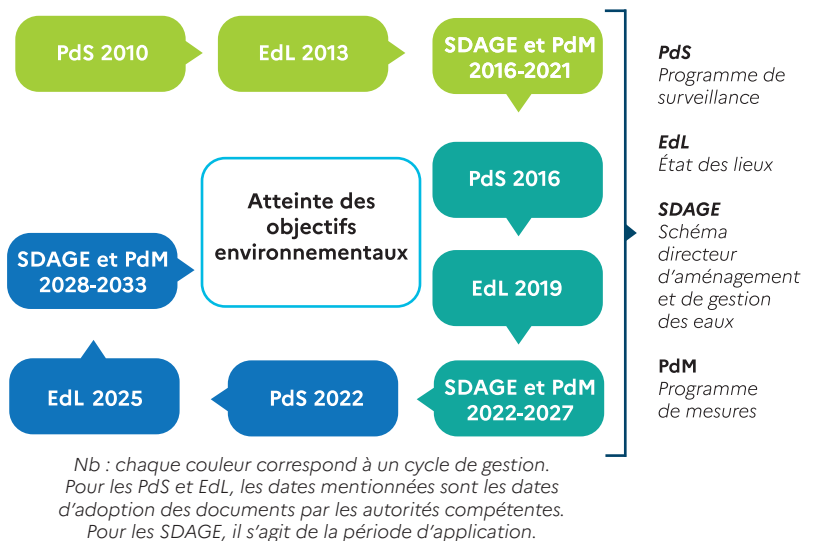 PdS 2010
EdL 2013
SDAGE et PdM
2016-2021
PdS 2016
EdL 2019
SDAGE et PdM
2022-2027
PdS 2022
EdL 2025
SDAGE et PdM
2028-2033
Atteinte des
objectifs
environnementaux
PdS
Programme de
surveillance
EdL
État des lieux
SDAGE
Schéma
directeur
d’aménagement
et de gestion
des eaux
PdM
Programme
de mesures
Nb : chaque couleur correspond à un cycle de gestion.
Pour les PdS et EdL, les dates mentionnées sont les dates
d’adoption des documents par les autorités compétentes.
Pour les SDAGE, il s’agit de la période d’application.